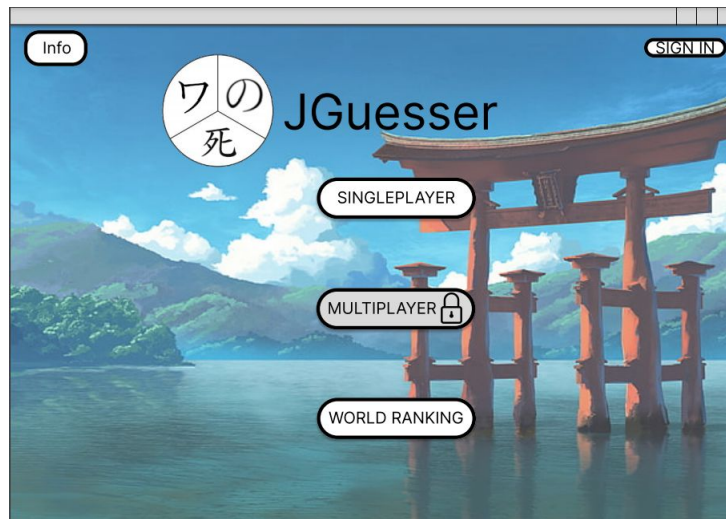 Info
SIGN IN
ワ の
死
JGuesser
SINGLEPLAYER
MULTIPLAYER
WORLD RANKING